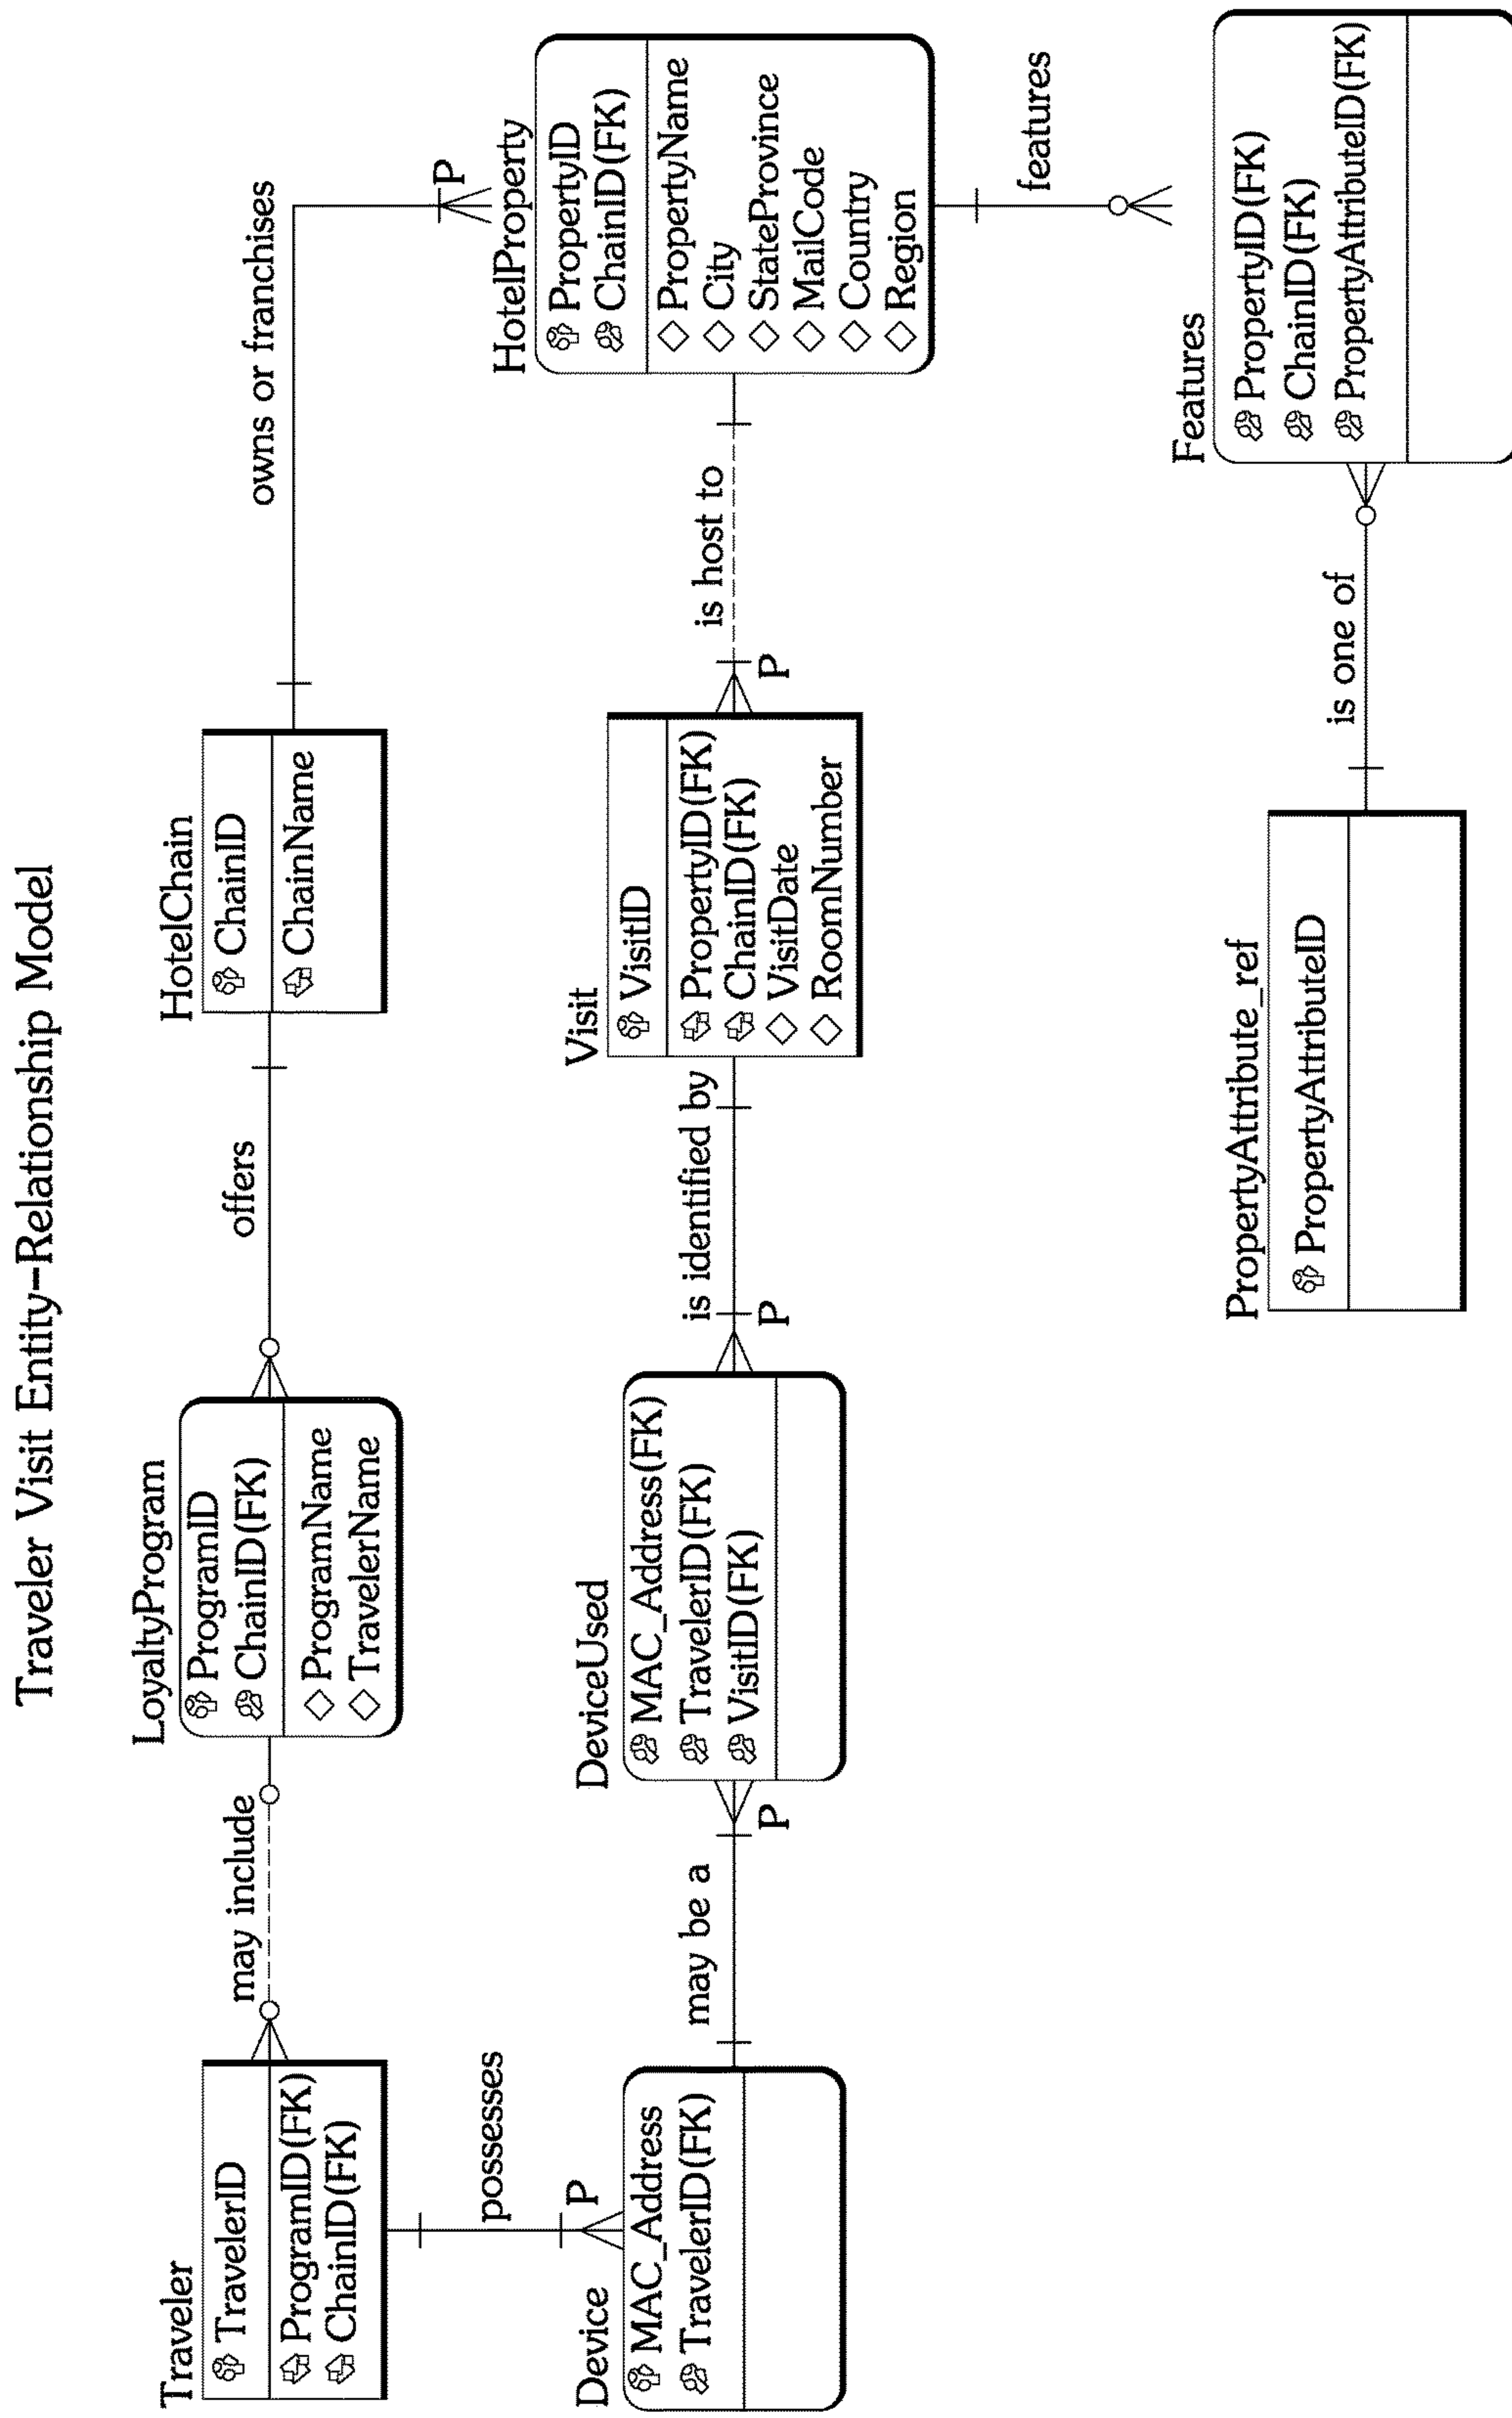 Traveler Visit Entity-Relationship Model
Traveler
TravelerID
ProgramID(FK)
ChainID(FK)
may include
LoyaltyProgram
ProgramID
ChainID(FK)
ProgramName
TravelerName
offers
HotelChain
ChainID
ChainName
owns or franchises
P
possesses
P
Device
MAC_Address
TravelerID(FK)
may be a
P
DeviceUsed
MAC_Address(FK)
TravelerID(FK)
VisitID(FK)
is identified by
P
Visit
VisitID
PropertyID(FK)
ChainID(FK)
VisitDate
RoomNumber
is host to
P
HotelProperty
PropertyID
ChainID(FK)
PropertyName
City
StateProvince
MailCode
Country
Region
features
PropertyAttribute_ref
PropertyAttributeID
is one of
Features
PropertyID(FK)
ChainID(FK)
PropertyAttributeID(FK)